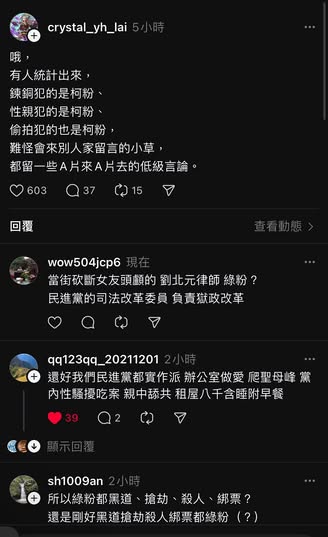 crystal_yh_lai 5小時
哦，
有人統計出來，
鍊銅犯的是柯粉、
性親犯的是柯粉、
偷拍犯的也是柯粉，
難怪會來別人家留言的小草，
都留一些A片來A片去的低級言論。
603 37 15
回覆 查看動態
wow504jcp6 現在
當街砍斷女友頭顱的 劉北元律師 綠粉？
民進黨的司法改革委員 負責獄政改革
qq123qq_20211201 2小時
還好我們民進黨都實作派 辦公室做愛 爬聖母峰 黨
內性騷擾吃案 親中舔共 租屋八千含睡附早餐
39 2
顯示回覆
sh1009an 2小時
所以綠粉都黑道、搶劫、殺人、綁票？
還是剛好黑道搶劫殺人綁票都綠粉（？）